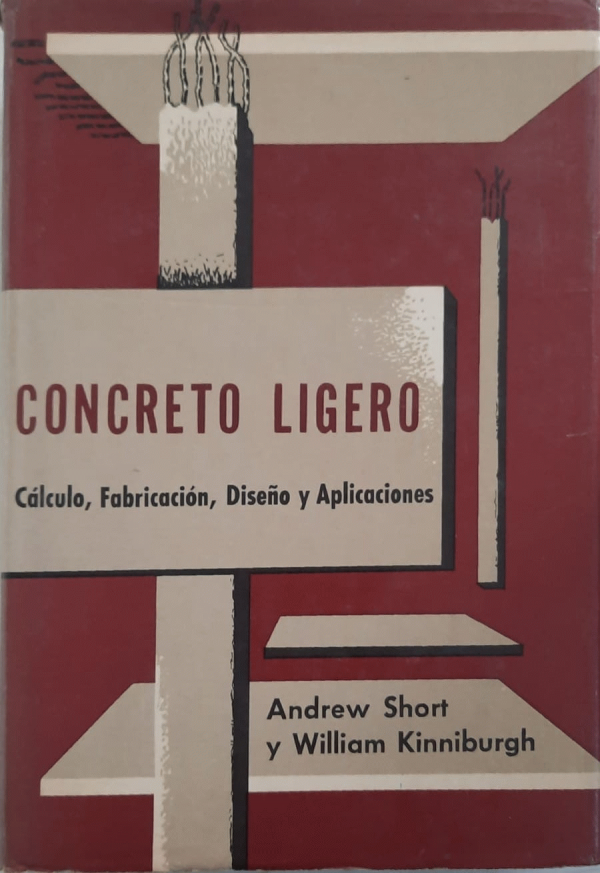 CONCRETO LIGERO
Cálculo, Fabricación, Diseño y Aplicaciones
Andrew Short
y William Kinniburgh